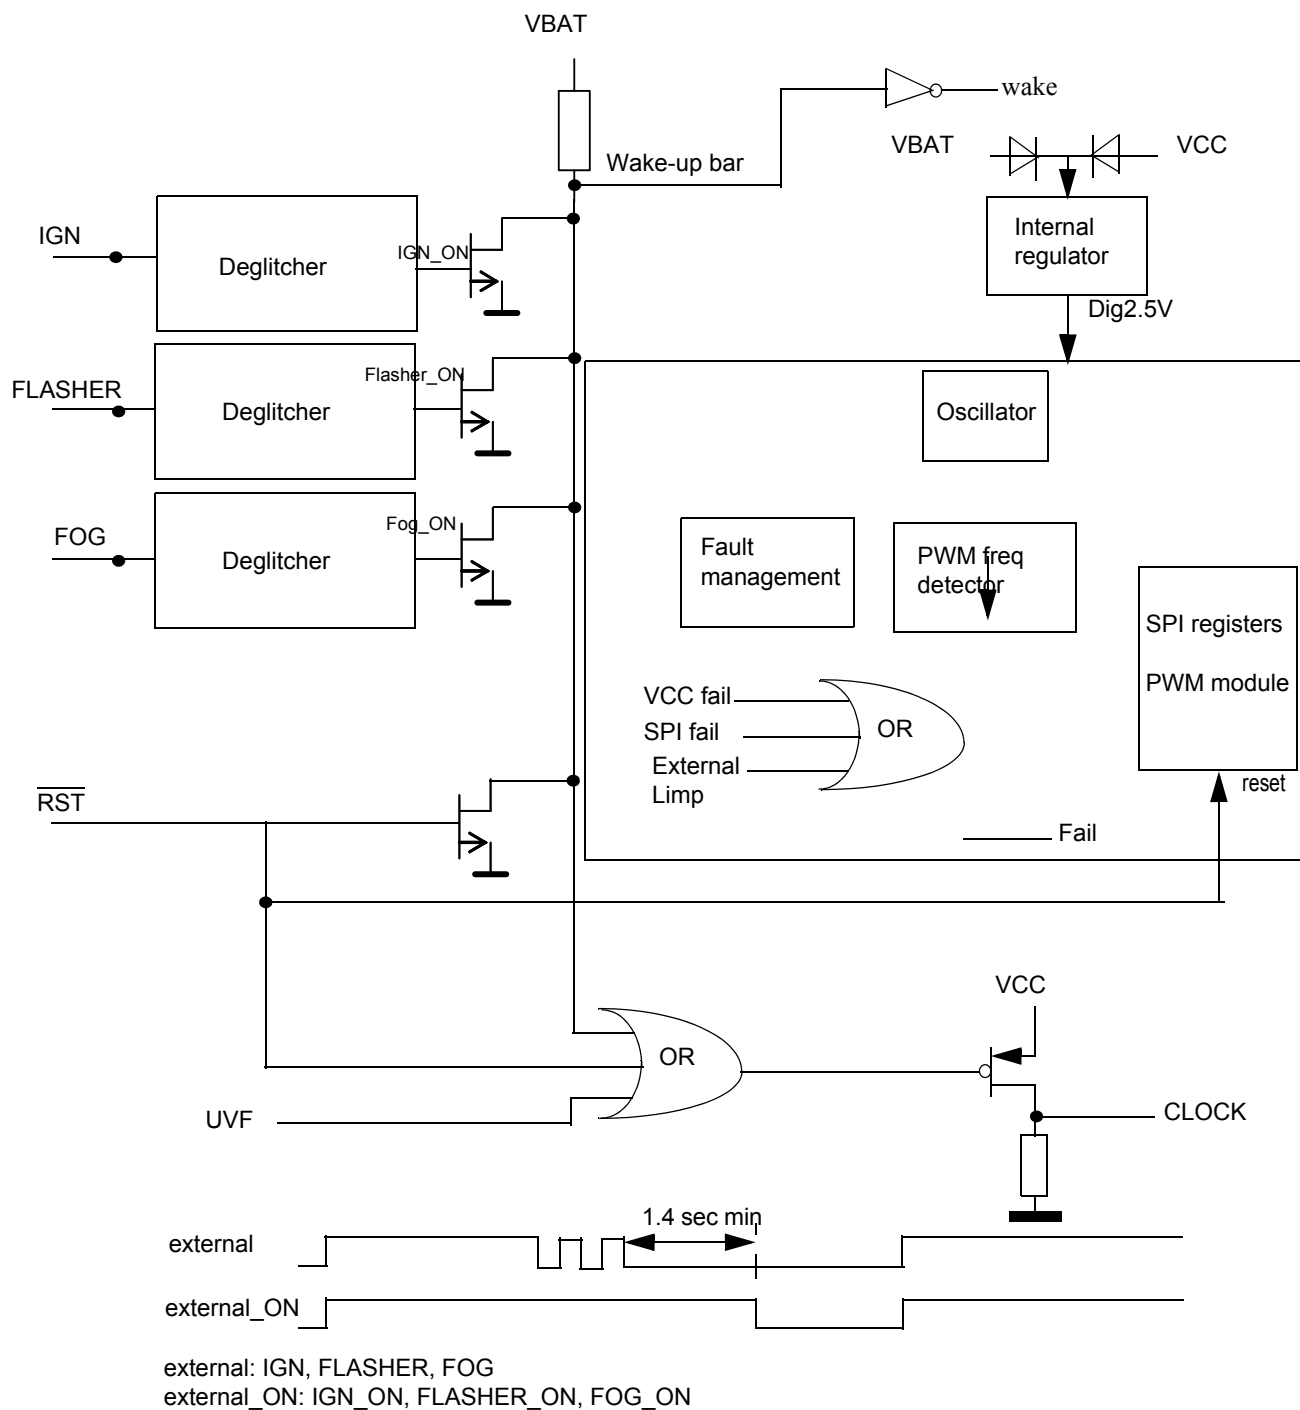 VBAT
wake
VBAT
VCC
Wake-up bar
IGN
Deglitcher
IGN_ON
Internal
regulator
Dig2.5V
FLASHER
Deglitcher
Flasher_ON
Oscillator
FOG
Deglitcher
Fog_ON
Fault
management
PWM freq
detector
SPI registers
PWM module
VCC fail
SPI fail
External
Limp
OR
reset
RST
Fail
VCC
OR
UVF
CLOCK
1.4 sec min
external
external_ON
external: IGN, FLASHER, FOG
external_ON: IGN_ON, FLASHER_ON, FOG_ON